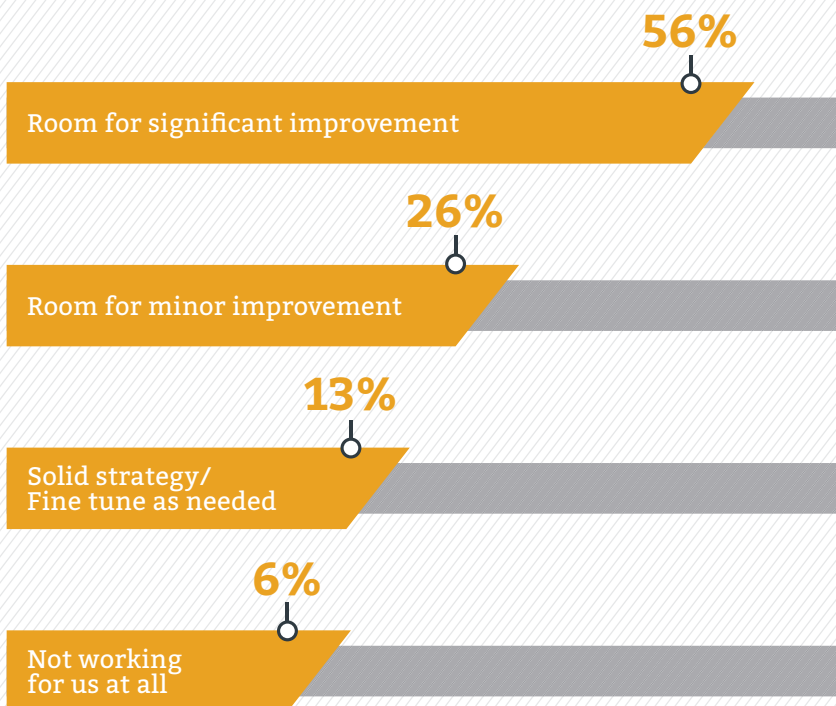 56%
Room for significant improvement
26%
Room for minor improvement
13%
Solid strategy/
Fine tune as needed
6%
Not working
for us at all